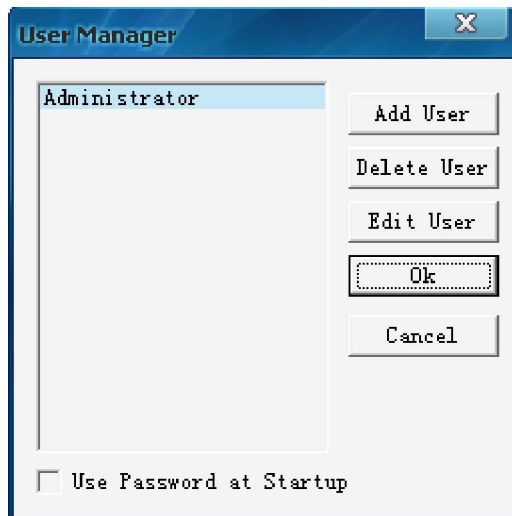 User Manager
Administrator
Add User
Delete User
Edit User
Ok
Cancel
Use Password at Startup